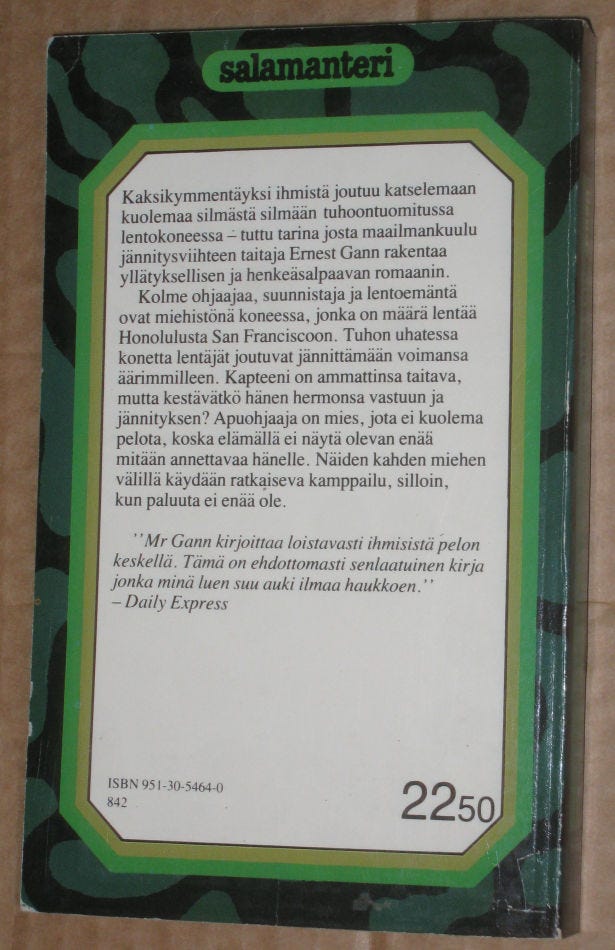 salamanteri
Kaksikymmentäyksi ihmistä joutuu katselemaan
kuolemaa silmästä silmään tuhoontuomitussa
lentokoneessa – tuttu tarina josta maailmankuulu
jännitysviihteen taitaja Ernest Gann rakentaa
yllätyksellisen ja henkeäsalpaavan romaanin.
Kolme ohjaajaa, suunnistaja ja lentoemäntä
ovat miehistönä koneessa, jonka on määrä lentää
Honolulusta San Franciscoon. Tuhon uhatessa
konetta lentäjät joutuvat jännittämään voimansa
äärimmilleen. Kapteeni on ammattinsa taitava,
mutta kestävätkö hänen hermonsa vastuun ja
jännityksen? Apuohjaaja on mies, jota ei kuolema
pelota, koska elämällä ei näytä olevan enää
mitään annettavaa hänelle. Näiden kahden miehen
välillä käydään ratkaiseva kamppailu, silloin,
kun paluuta ei enää ole.
''Mr Gann kirjoittaa loistavasti ihmisistä pelon
keskellä. Tämä on ehdottomasti senlaatuinen kirja
jonka minä luen suu auki ilmaa haukkoen.''
– Daily Express
ISBN 951-30-5464-0
842
2250